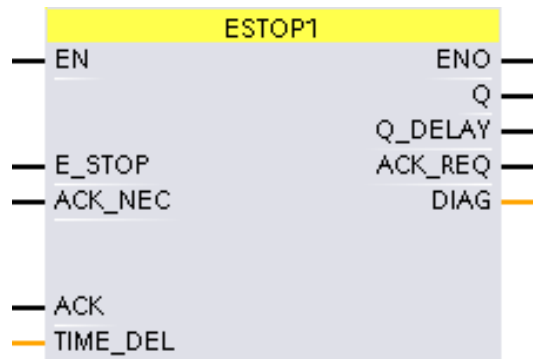 ESTOP1
EN ENO
Q
Q_DELAY
E_STOP ACK_REQ
ACK_NEC DIAG
ACK
TIME_DEL